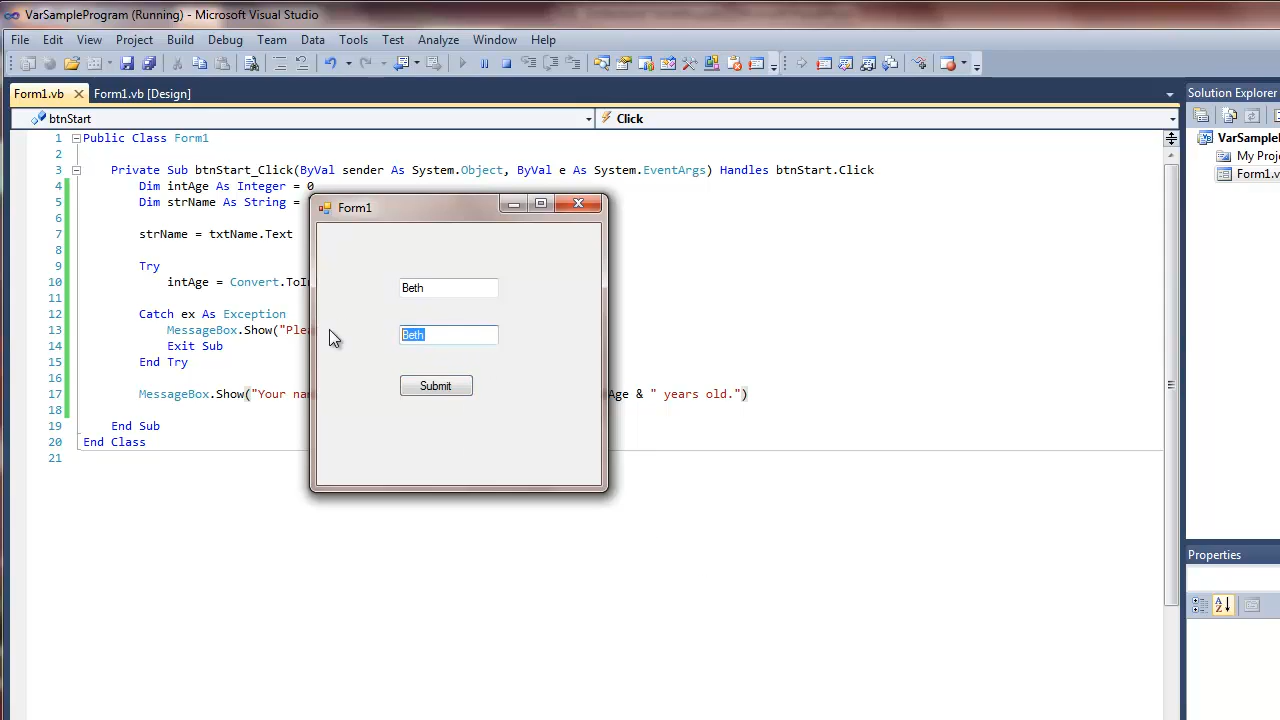 VarSampleProgram (Running) - Microsoft Visual Studio
File Edit View Project Build Debug Team Data Tools Test Analyze Window Help
Form1.vb Form1.vb [Design]
btnStart Click
1 Public Class Form1
2
3 Private Sub btnStart_Click(ByVal sender As System.Object, ByVal e As System.EventArgs) Handles btnStart.Click
4 Dim intAge As Integer = 0
5 Dim strName As String =
6
7 strName = txtName.Text
8
9 Try
10 intAge = Convert.ToIn
11
12 Catch ex As Exception
13 MessageBox.Show("Plea
14 Exit Sub
15 End Try
16
17 MessageBox.Show("Your nam Age & " years old.")
18
19 End Sub
20 End Class
21
Form1
Beth
Beth
Submit
Solution Explorer
VarSamplel
My Proj
Form1.v
Properties